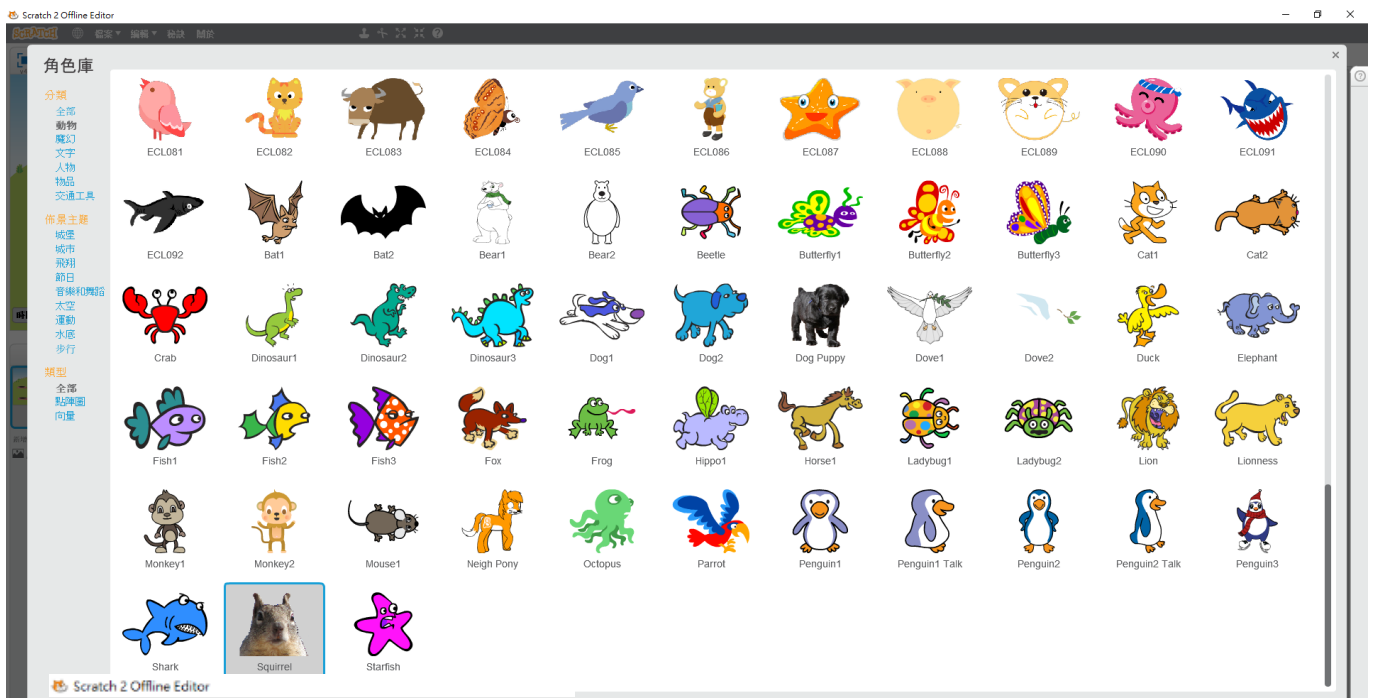 Scratch 2 Offline Editor
SCRATCH 檔案 編輯 秘訣 關於
角色庫
分類
全部
動物
魔幻
文字
人物
物品
交通工具
佈景主題
城堡
城市
飛翔
節日
音樂和舞蹈
太空
運動
水底
步行
類型
全部
點陣圖
向量
ECL081 ECL082 ECL083 ECL084 ECL085 ECL086 ECL087 ECL088 ECL089 ECL090 ECL091
ECL092 Bat1 Bat2 Bear1 Bear2 Beetle Butterfly1 Butterfly2 Butterfly3 Cat1 Cat2
Crab Dinosaur1 Dinosaur2 Dinosaur3 Dog1 Dog2 Dog Puppy Dove1 Dove2 Duck Elephant
Fish1 Fish2 Fish3 Fox Frog Hippo1 Horse1 Ladybug1 Ladybug2 Lion Lionness
Monkey1 Monkey2 Mouse1 Neigh Pony Octopus Parrot Penguin1 Penguin1 Talk Penguin2 Penguin2 Talk Penguin3
Shark Squirrel Starfish
Scratch 2 Offline Editor